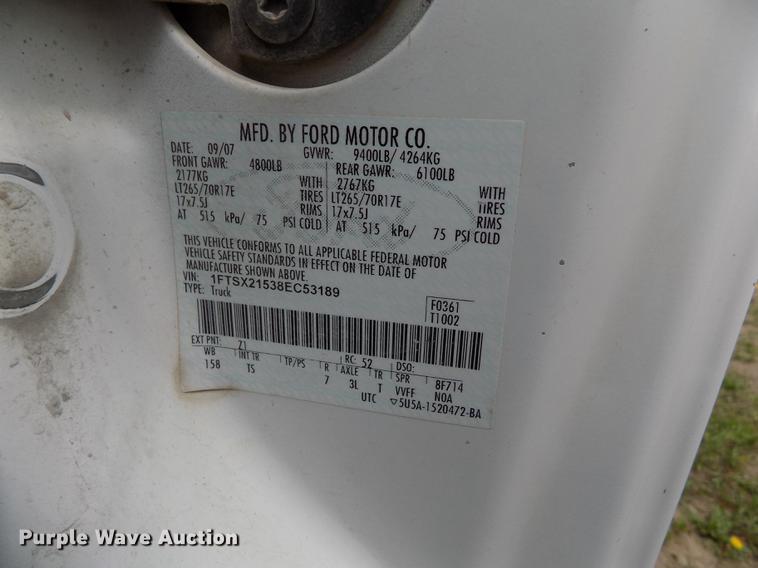 MFD. BY FORD MOTOR CO.
DATE: 09/07 GVWR: 9400LB/ 4264KG
FRONT GAWR: 4800LB REAR GAWR: 6100LB
2177KG WITH 2767KG WITH
LT265/70R17E TIRES LT265/70R17E TIRES
17x7.5J RIMS 17x7.5J RIMS
AT 515 kPa/ 75 PSI COLD AT 515 kPa/ 75 PSI COLD
THIS VEHICLE CONFORMS TO ALL APPLICABLE FEDERAL MOTOR
VEHICLE SAFETY STANDARDS IN EFFECT ON THE DATE OF
MANUFACTURE SHOWN ABOVE.
VIN: 1FTSX21538EC53189
TYPE: Truck
F0361
T1002
EXT PNT: Z1 RC: 52 DSO:
WB INT TR TP/PS R AXLE TR SPR 8F714
158 TS 7 3L T VVFF NOA
UTC ▽5U5A-1520472-BA
Purple Wave Auction